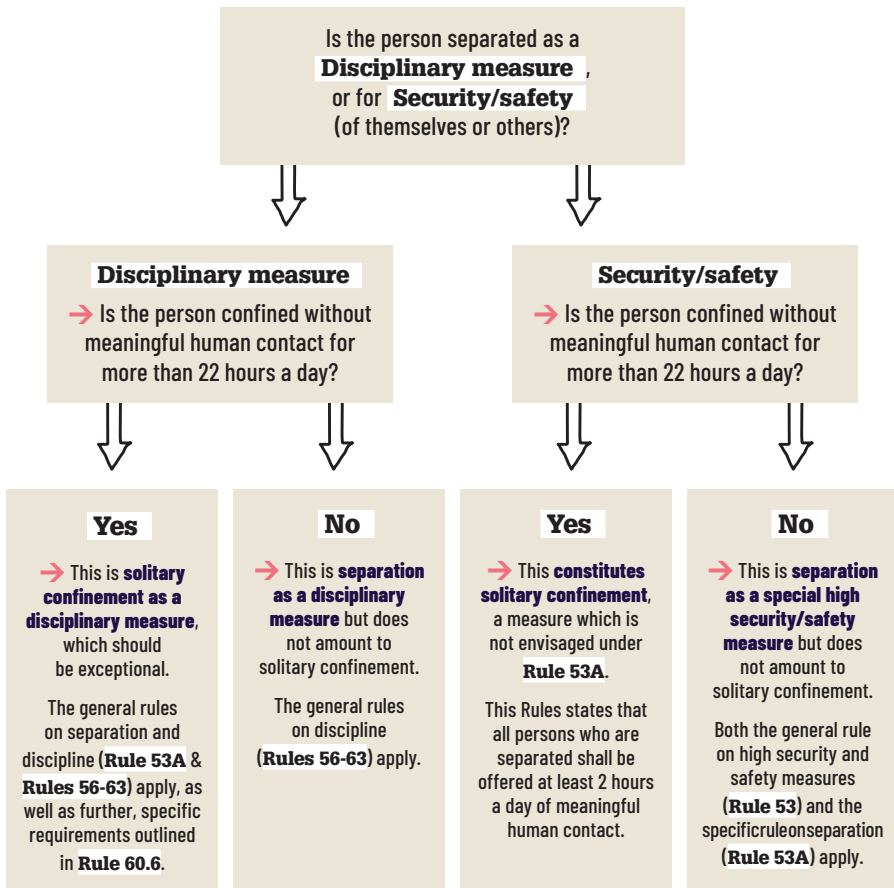 Is the person separated as a
Disciplinary measure ,
or for Security/safety
(of themselves or others)?
Disciplinary measure
→ Is the person confined without
meaningful human contact for
more than 22 hours a day?
Security/safety
→ Is the person confined without
meaningful human contact for
more than 22 hours a day?
Yes
→ This is solitary
confinement as a
disciplinary measure,
which should
be exceptional.
The general rules
on separation and
discipline (Rule 53A &
Rules 56-63) apply, as
well as further, specific
requirements outlined
in Rule 60.6.
No
→ This is separation
as a disciplinary
measure but does
not amount to
solitary confinement.
The general rules
on discipline
(Rules 56-63) apply.
Yes
→ This constitutes
solitary confinement,
a measure which is
not envisaged under
Rule 53A.
This Rules states that
all persons who are
separated shall be
offered at least 2 hours
a day of meaningful
human contact.
No
→ This is separation
as a special high
security/safety
measure but does
not amount to
solitary confinement.
Both the general rule
on high security and
safety measures
(Rule 53) and the
specificruleonseparation
(Rule 53A) apply.